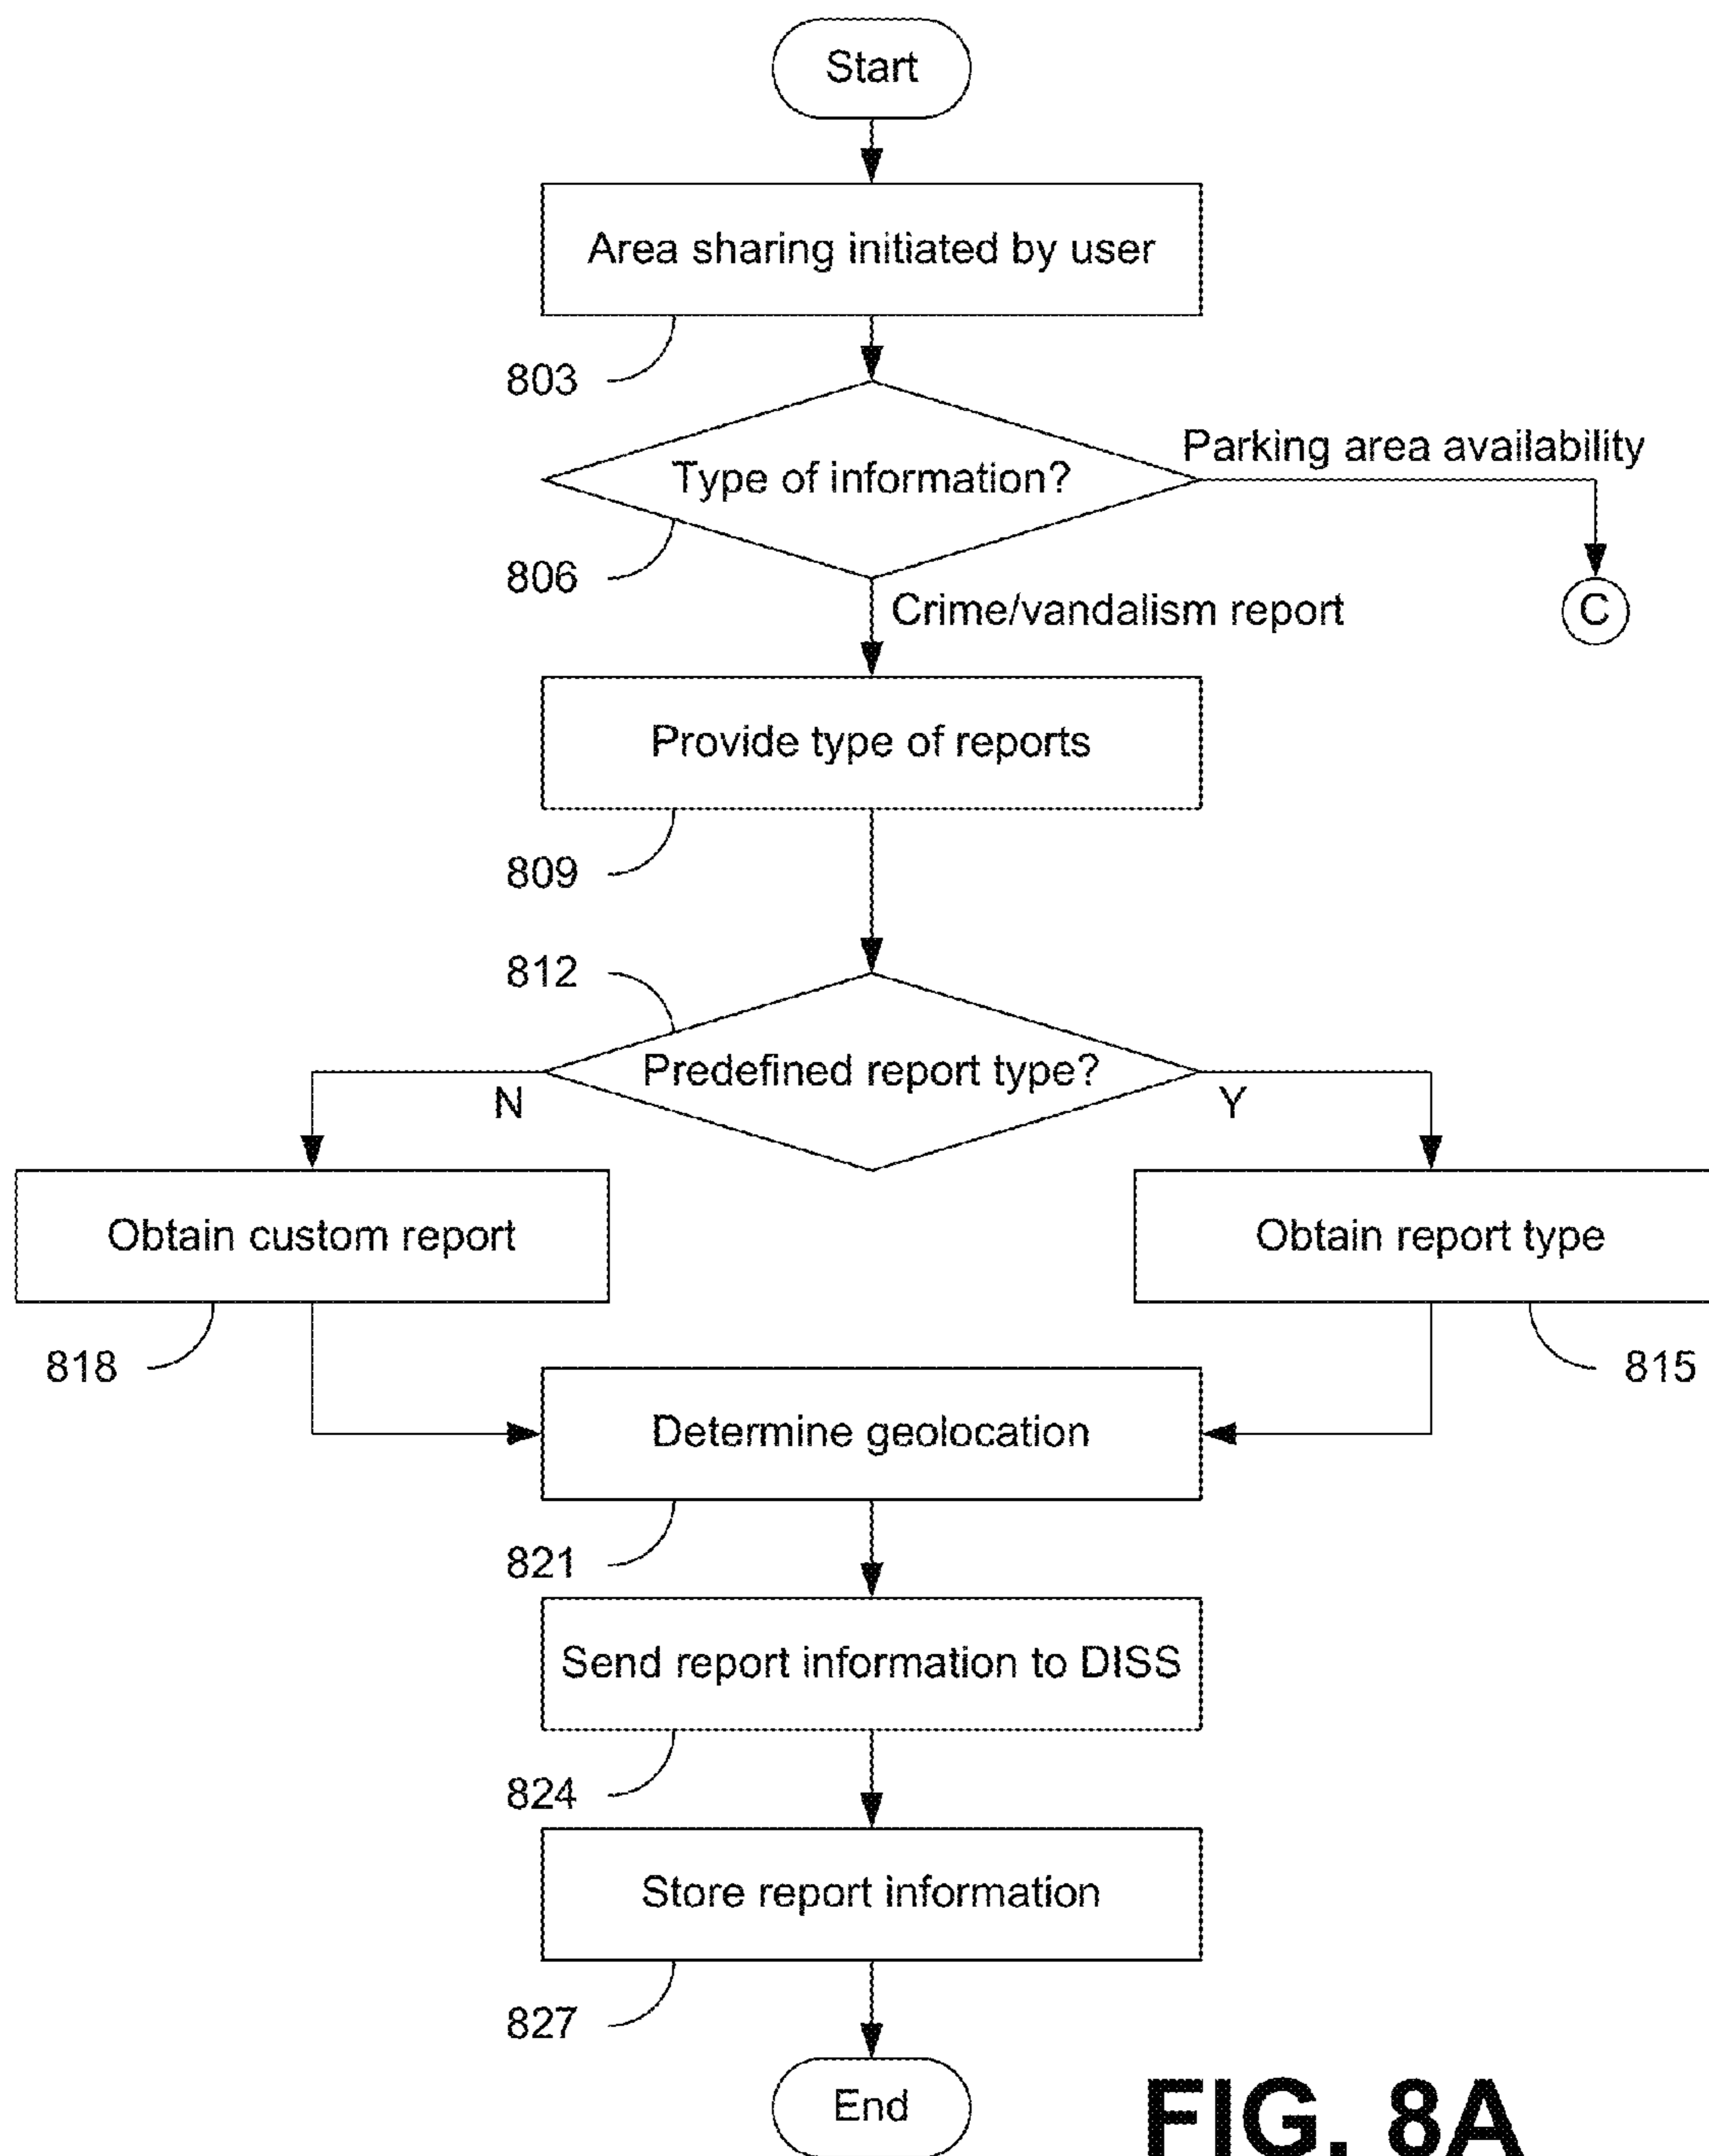 Start
Area sharing initiated by user
803
Type of information?
Parking area availability
806
C
Crime/vandalism report
Provide type of reports
809
812
Predefined report type?
N
Y
Obtain custom report
Obtain report type
818
815
Determine geolocation
821
Send report information to DISS
824
Store report information
827
End
FIG. 8A